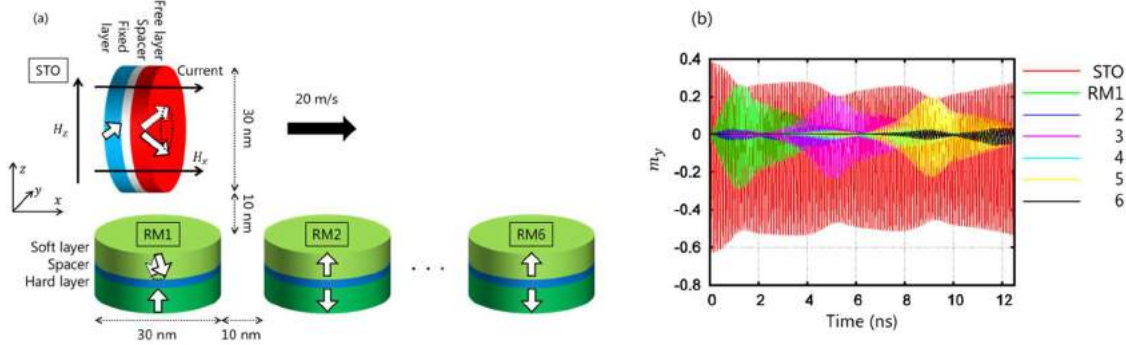 (a)
layer
Fixed
Spacer
Free layer
STO
Current
H_z
30 nm
20 m/s
H_x
z
y
x
10 nm
RM1
RM2
RM6
Soft layer
Spacer
Hard layer
. . .
30 nm
10 nm
(b)
0.4
0.2
0
-0.2
-0.4
-0.6
-0.8
m_y
0 2 4 6 8 10 12
Time (ns)
STO
RM1
2
3
4
5
6